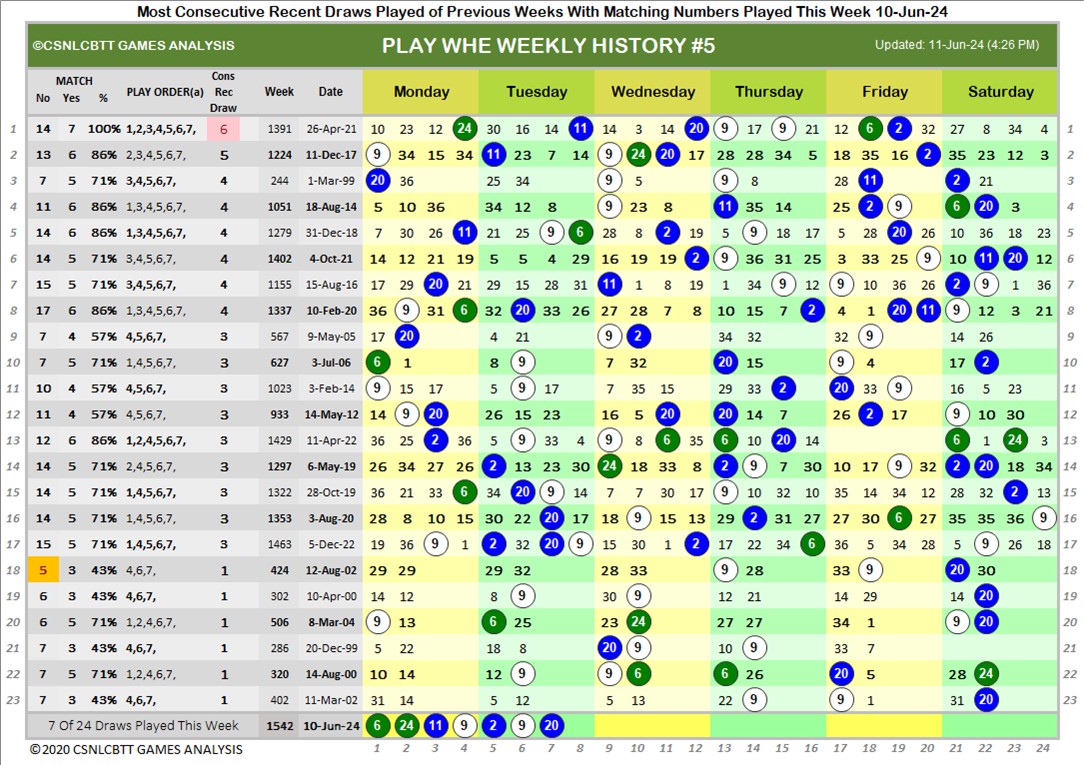 Most Consecutive Recent Draws Played of Previous Weeks With Matching Numbers Played This Week 10-Jun-24
©CSNLCBTT GAMES ANALYSIS PLAY WHE WEEKLY HISTORY #5 Updated: 11-Jun-24 (4:26 PM)
No MATCH Yes % PLAY ORDER(a) Cons Rec Draw Week Date Monday Tuesday Wednesday Thursday Friday Saturday
1 14 7 100% 1,2,3,4,5,6,7, 6 1391 26-Apr-21 10 23 12 24 30 16 14 11 14 3 14 20 9 17 9 21 12 6 2 32 27 8 34 4 1
2 13 6 86% 2,3,4,5,6,7, 5 1224 11-Dec-17 9 34 15 34 11 23 7 14 9 24 20 17 28 28 34 5 18 35 16 2 35 23 12 3 2
3 7 5 71% 3,4,5,6,7, 4 244 1-Mar-99 20 36 25 34 9 5 9 8 28 11 2 21 3
4 11 6 86% 1,3,4,5,6,7, 4 1051 18-Aug-14 5 10 36 34 12 8 9 23 8 11 35 14 25 2 9 6 20 3 4
5 14 6 86% 1,3,4,5,6,7, 4 1279 31-Dec-18 7 30 26 11 21 25 9 6 28 8 2 19 5 9 18 17 5 28 20 26 10 36 18 23 5
6 14 5 71% 3,4,5,6,7, 4 1402 4-Oct-21 14 12 21 19 5 5 4 29 16 19 19 2 9 36 31 25 3 33 25 9 10 11 20 12 6
7 15 5 71% 3,4,5,6,7, 4 1155 15-Aug-16 17 29 20 21 29 15 28 31 11 1 8 19 1 34 9 12 9 10 36 26 2 9 1 36 7
8 17 6 86% 1,3,4,5,6,7, 4 1337 10-Feb-20 36 9 31 6 32 20 33 26 27 28 7 8 10 15 7 2 4 1 20 11 9 12 3 21 8
9 7 4 57% 4,5,6,7, 3 567 9-May-05 17 20 4 21 9 2 34 32 32 9 14 26 9
10 7 5 71% 1,4,5,6,7, 3 627 3-Jul-06 6 1 8 9 7 32 20 15 9 4 17 2 10
11 10 4 57% 4,5,6,7, 3 1023 3-Feb-14 9 15 17 5 9 17 7 35 15 29 33 2 20 33 9 16 5 23 11
12 11 4 57% 4,5,6,7, 3 933 14-May-12 14 9 20 26 15 23 16 5 11 20 14 7 26 2 17 9 10 30 12
13 12 6 86% 1,2,4,5,6,7, 3 1429 11-Apr-22 36 25 2 36 5 9 33 4 9 8 6 35 6 10 20 14 6 1 24 3 13
14 14 5 71% 2,4,5,6,7, 3 1297 6-May-19 26 34 27 26 2 13 23 30 24 18 33 8 2 9 7 30 10 17 9 32 2 20 18 34 14
15 14 5 71% 1,4,5,6,7, 3 1322 28-Oct-19 36 21 33 6 34 20 9 14 7 7 30 17 9 10 32 10 35 14 34 12 28 32 2 13 15
16 14 5 71% 1,4,5,6,7, 3 1351 3-Aug-20 28 8 10 15 30 22 20 17 18 9 15 13 29 2 31 27 27 30 6 27 35 35 36 9 16
17 15 5 71% 1,4,5,6,7, 3 1463 5-Dec-22 19 36 9 1 2 32 20 9 15 30 1 2 17 22 34 6 36 5 34 28 5 9 26 18 17
18 5 3 43% 4,6,7, 1 424 12-Aug-02 29 29 29 32 28 33 9 28 33 9 20 30 18
19 6 3 43% 4,6,7, 1 302 10-Apr-00 14 12 8 9 30 9 12 21 14 29 14 20 19
20 6 5 71% 1,2,4,6,7, 1 506 8-Mar-04 9 13 6 25 23 24 27 27 34 1 9 20 20
21 7 3 43% 4,6,7, 1 286 20-Dec-99 5 22 18 8 20 9 10 9 33 7 21
22 7 5 71% 1,2,4,6,7, 1 320 14-Aug-00 10 14 12 9 9 6 6 26 20 5 28 24 22
23 7 3 43% 4,6,7, 1 402 11-Mar-02 31 14 5 12 5 13 22 9 9 1 31 20 23
7 Of 24 Draws Played This Week 1542 10-Jun-24 6 24 11 9 2 9 20
©2020 CSNLCBTT GAMES ANALYSIS 1 2 3 4 5 6 7 8 9 10 11 12 13 14 15 16 17 18 19 20 21 22 23 24